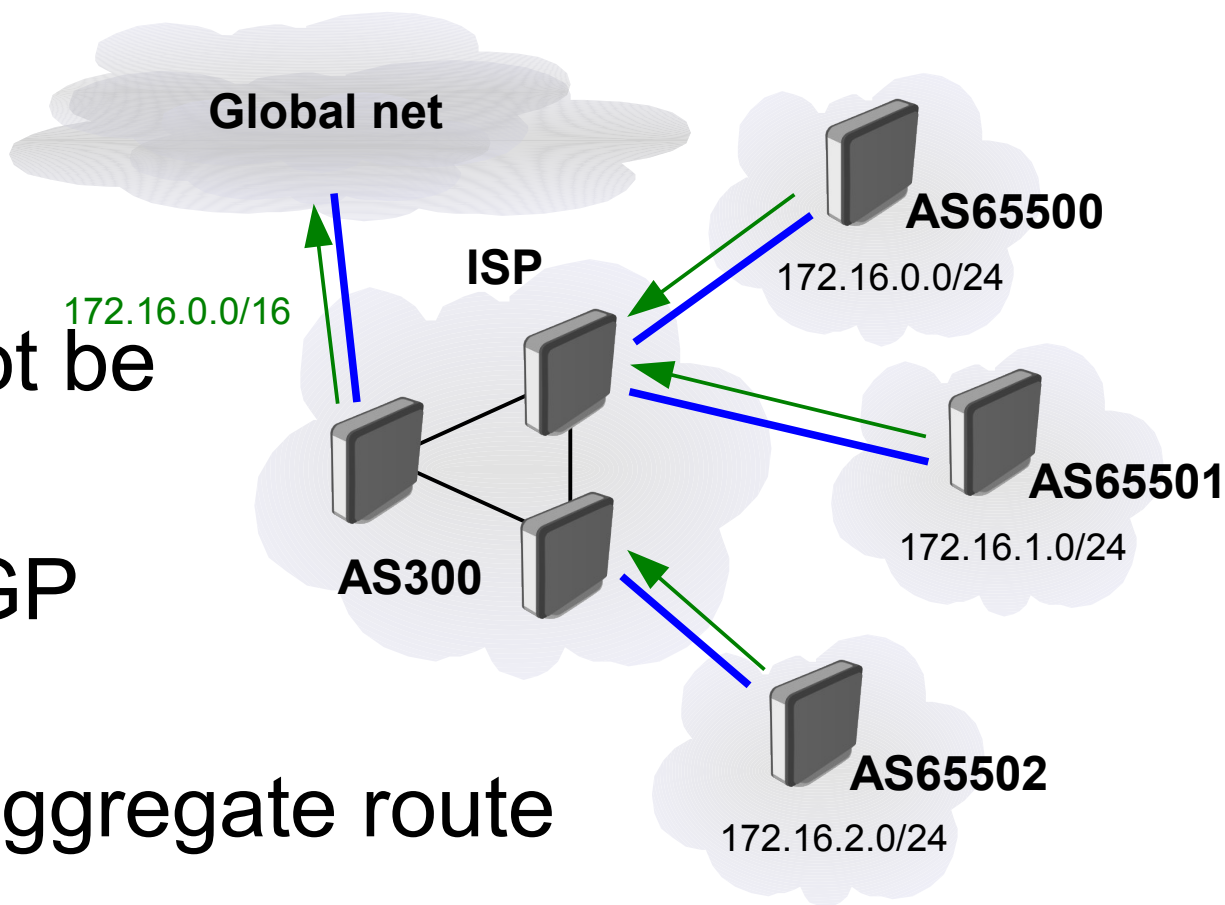 Global net
AS65500
ISP
172.16.0.0/24
172.16.0.0/16
ot be
AS65501
172.16.1.0/24
AS300
GP
AS65502
ggregate route
172.16.2.0/24